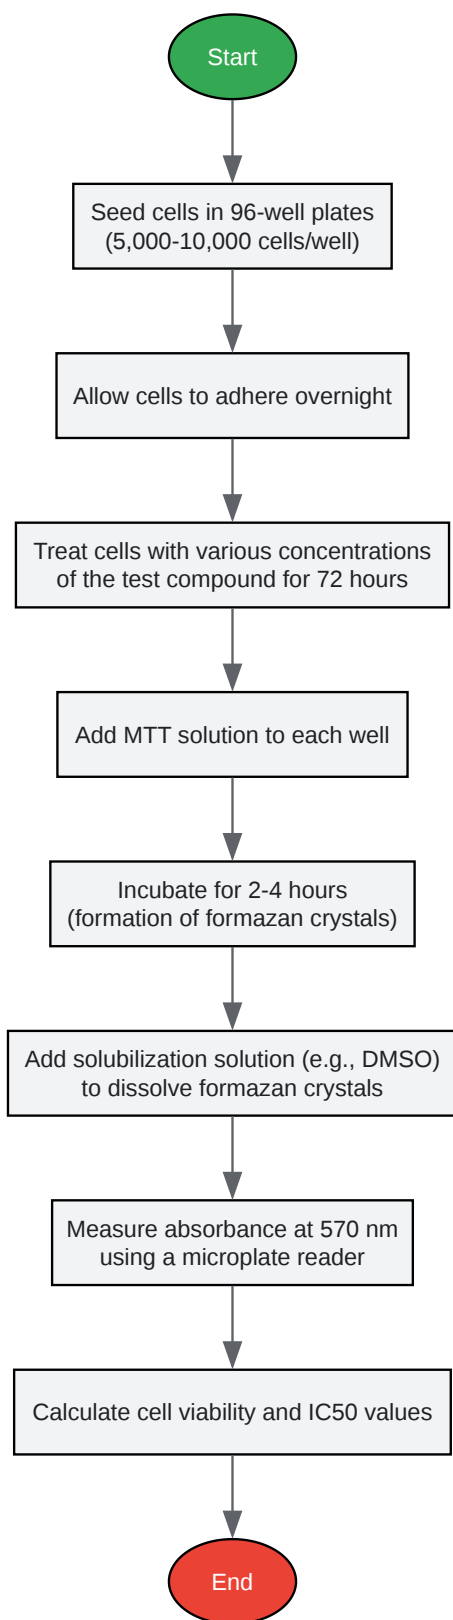 Start
Seed cells in 96-well plates
(5,000-10,000 cells/well)
Allow cells to adhere overnight
Treat cells with various concentrations
of the test compound for 72 hours
Add MTT solution to each well
Incubate for 2-4 hours
(formation of formazan crystals)
Add solubilization solution (e.g., DMSO)
to dissolve formazan crystals
Measure absorbance at 570 nm
using a microplate reader
Calculate cell viability and IC50 values
End